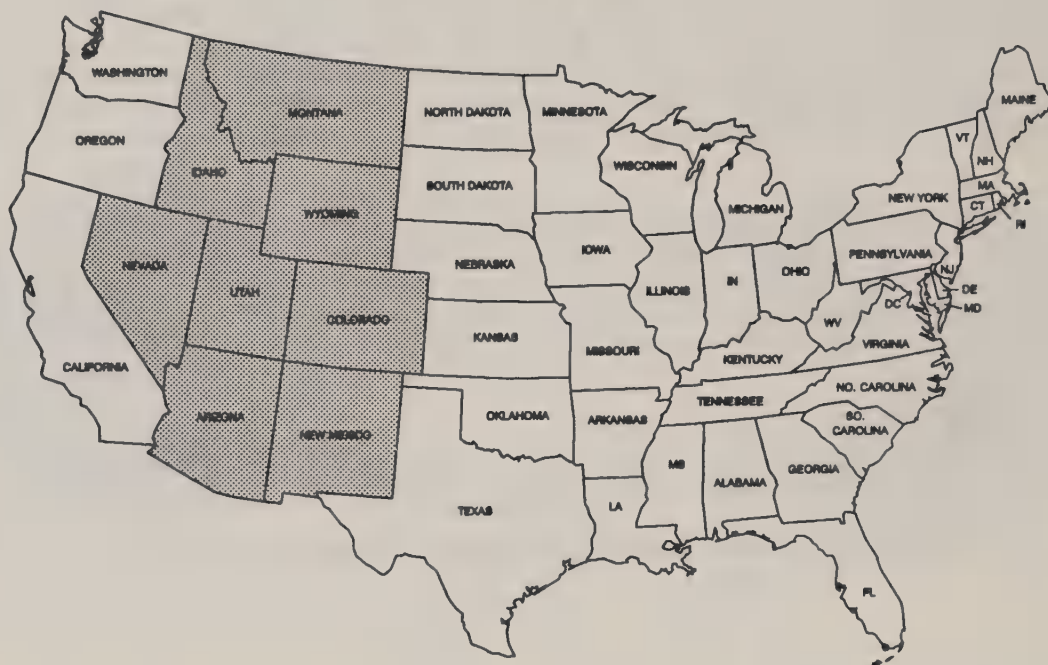 WASHINGTON
OREGON
CALIFORNIA
IDAHO
MONTANA
WYOMING
NEVADA
UTAH
COLORADO
ARIZONA
NEW MEXICO
NORTH DAKOTA
SOUTH DAKOTA
NEBRASKA
KANSAS
OKLAHOMA
TEXAS
MINNESOTA
IOWA
MISSOURI
ARKANSAS
LA
WISCONSIN
ILLINOIS
MICHIGAN
IN
OHIO
KENTUCKY
TENNESSEE
MS
ALABAMA
GEORGIA
FL
SO.
CAROLINA
NO. CAROLINA
VIRGINIA
WV
DC
MD
DE
NJ
PENNSYLVANIA
NEW YORK
CT
RI
MA
VT
NH
MAINE